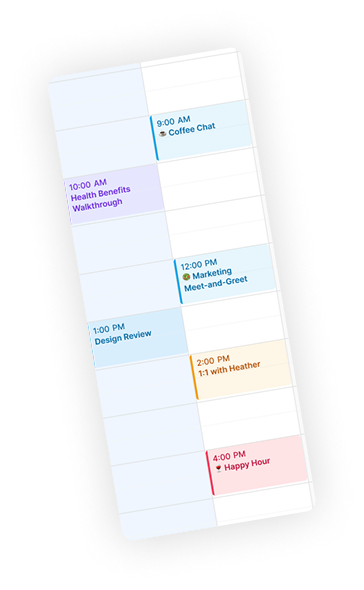 9:00 AM
☕ Coffee Chat
10:00 AM
Health Benefits
Walkthrough
12:00 PM
Marketing
Meet-and-Greet
1:00 PM
Design Review
2:00 PM
1:1 with Heather
4:00 PM
🍷 Happy Hour